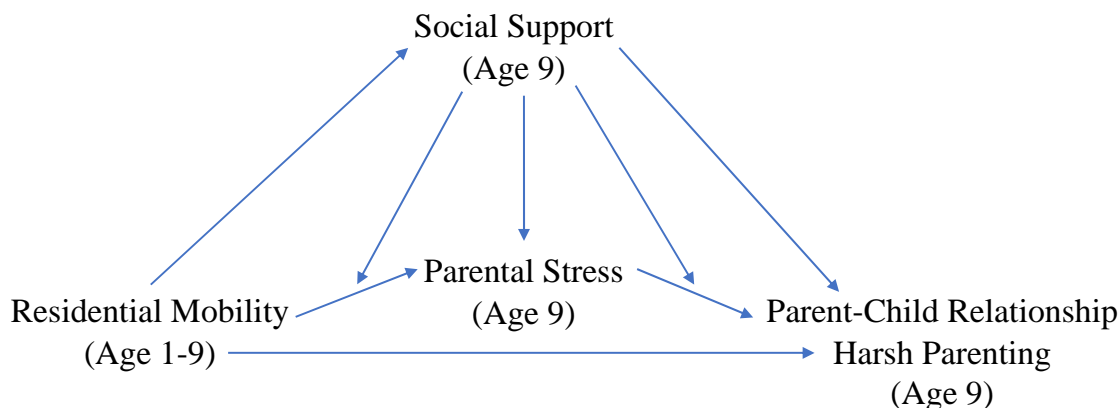 Social Support
(Age 9)
Parental Stress
(Age 9)
Residential Mobility
(Age 1-9)
Parent-Child Relationship
Harsh Parenting
(Age 9)